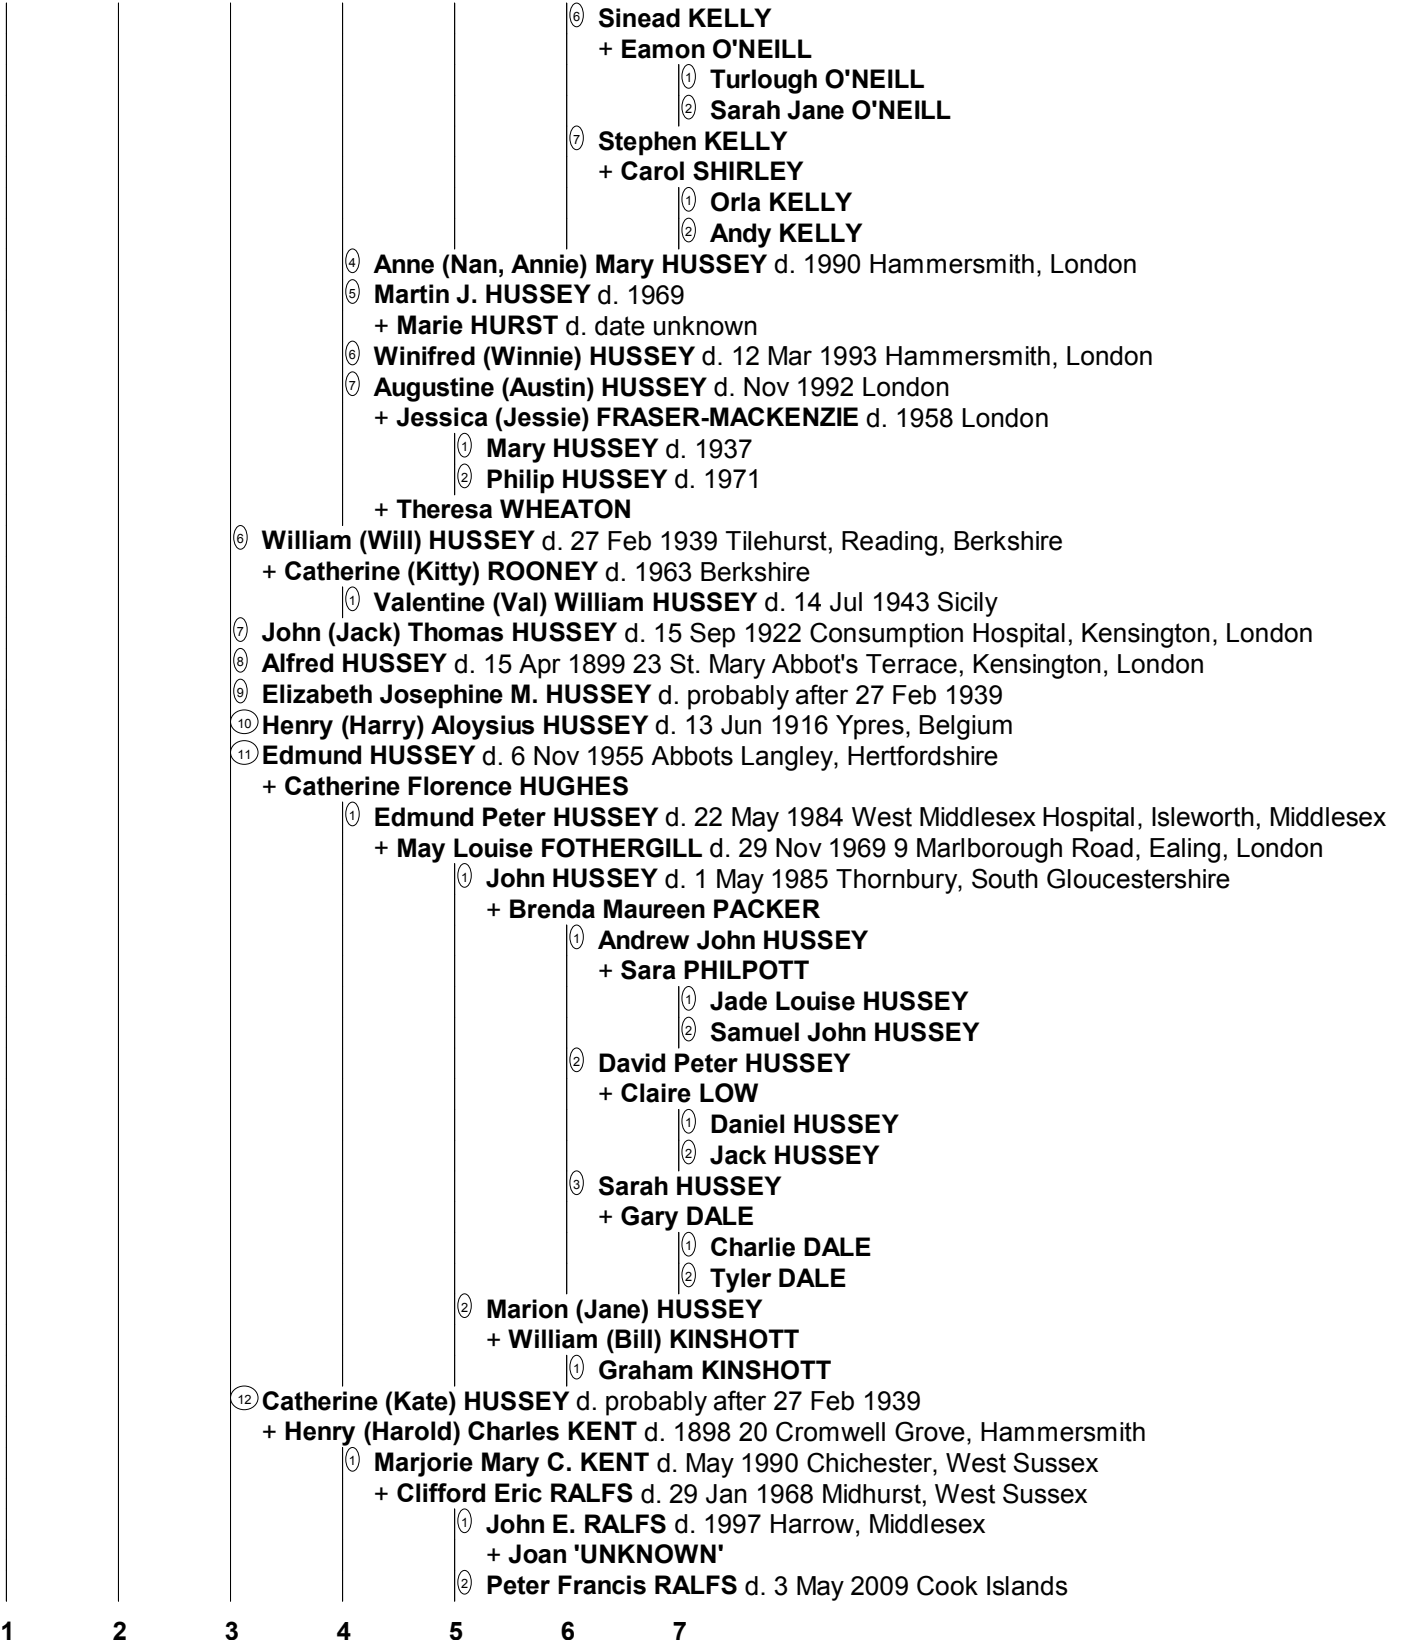 6 Sinead KELLY
+ Eamon O'NEILL
1 Turlough O'NEILL
2 Sarah Jane O'NEILL
7 Stephen KELLY
+ Carol SHIRLEY
1 Orla KELLY
2 Andy KELLY
4 Anne (Nan, Annie) Mary HUSSEY d. 1990 Hammersmith, London
5 Martin J. HUSSEY d. 1969
+ Marie HURST d. date unknown
6 Winifred (Winnie) HUSSEY d. 12 Mar 1993 Hammersmith, London
7 Augustine (Austin) HUSSEY d. Nov 1992 London
+ Jessica (Jessie) FRASER-MACKENZIE d. 1958 London
1 Mary HUSSEY d. 1937
2 Philip HUSSEY d. 1971
+ Theresa WHEATON
6 William (Will) HUSSEY d. 27 Feb 1939 Tilehurst, Reading, Berkshire
+ Catherine (Kitty) ROONEY d. 1963 Berkshire
1 Valentine (Val) William HUSSEY d. 14 Jul 1943 Sicily
7 John (Jack) Thomas HUSSEY d. 15 Sep 1922 Consumption Hospital, Kensington, London
8 Alfred HUSSEY d. 15 Apr 1899 23 St. Mary Abbot's Terrace, Kensington, London
9 Elizabeth Josephine M. HUSSEY d. probably after 27 Feb 1939
10 Henry (Harry) Aloysius HUSSEY d. 13 Jun 1916 Ypres, Belgium
11 Edmund HUSSEY d. 6 Nov 1955 Abbots Langley, Hertfordshire
+ Catherine Florence HUGHES
1 Edmund Peter HUSSEY d. 22 May 1984 West Middlesex Hospital, Isleworth, Middlesex
+ May Louise FOTHERGILL d. 29 Nov 1969 9 Marlborough Road, Ealing, London
1 John HUSSEY d. 1 May 1985 Thornbury, South Gloucestershire
+ Brenda Maureen PACKER
1 Andrew John HUSSEY
+ Sara PHILPOTT
1 Jade Louise HUSSEY
2 Samuel John HUSSEY
2 David Peter HUSSEY
+ Claire LOW
1 Daniel HUSSEY
2 Jack HUSSEY
3 Sarah HUSSEY
+ Gary DALE
1 Charlie DALE
2 Tyler DALE
2 Marion (Jane) HUSSEY
+ William (Bill) KINSHOTT
1 Graham KINSHOTT
12 Catherine (Kate) HUSSEY d. probably after 27 Feb 1939
+ Henry (Harold) Charles KENT d. 1898 20 Cromwell Grove, Hammersmith
1 Marjorie Mary C. KENT d. May 1990 Chichester, West Sussex
+ Clifford Eric RALFS d. 29 Jan 1968 Midhurst, West Sussex
1 John E. RALFS d. 1997 Harrow, Middlesex
+ Joan 'UNKNOWN'
2 Peter Francis RALFS d. 3 May 2009 Cook Islands
1 2 3 4 5 6 7